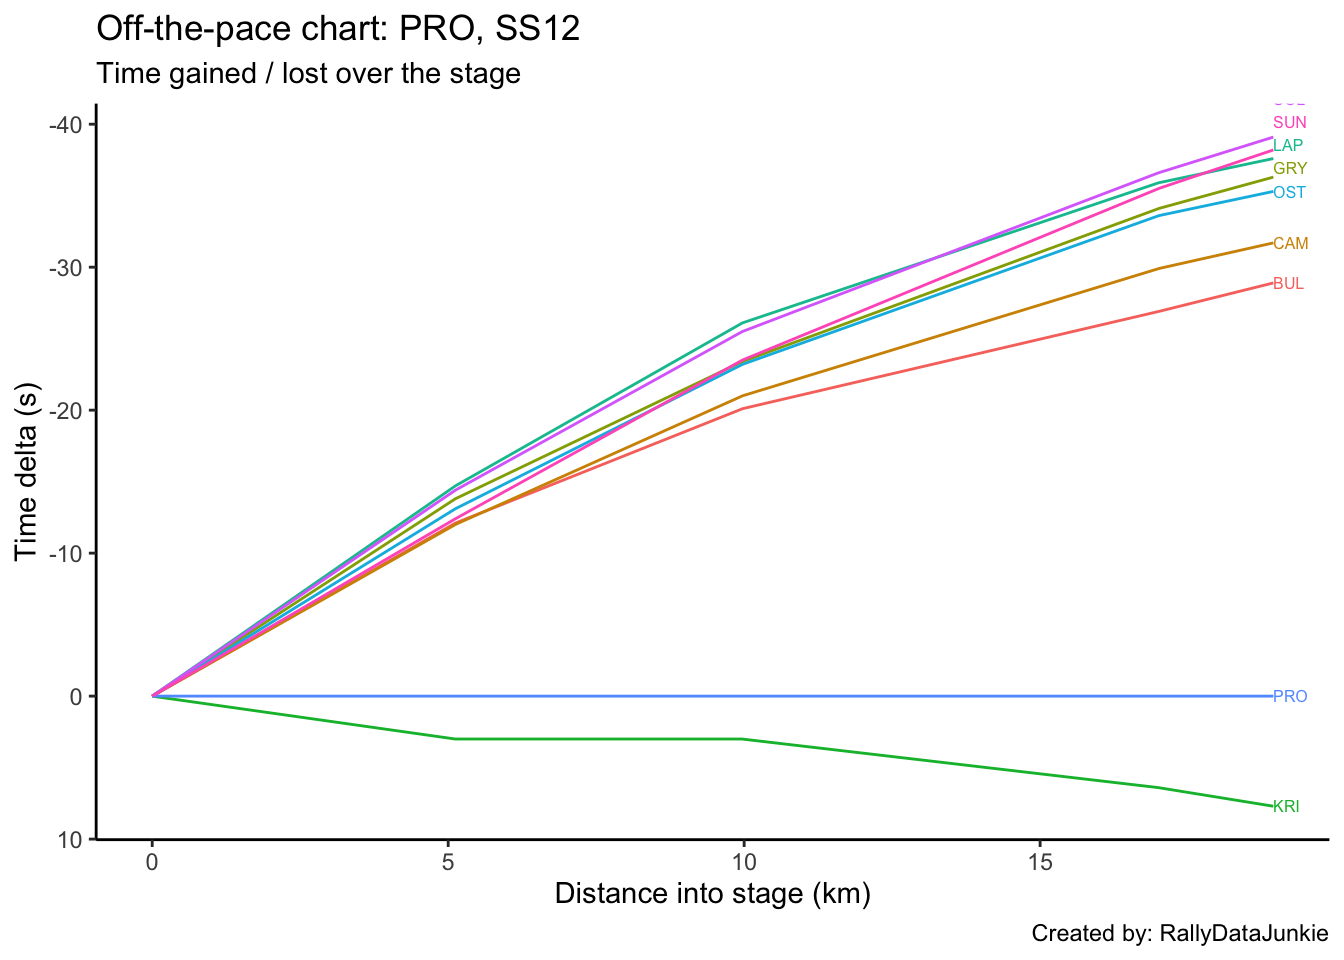 Off-the-pace chart: PRO, SS12
Time gained / lost over the stage
-40
-30
-20
-10
0
10
Time delta (s)
SUN
LAP
GRY
OST
CAM
BUL
PRO
KRI
0 5 10 15
Distance into stage (km)
Created by: RallyDataJunkie